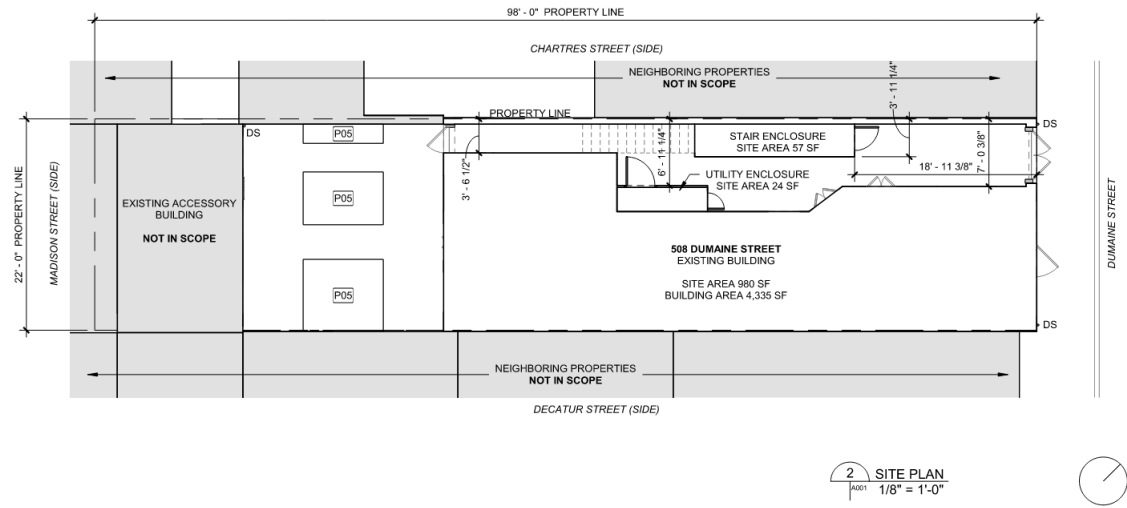 98' - 0" PROPERTY LINE
CHARTRES STREET (SIDE)
NEIGHBORING PROPERTIES
NOT IN SCOPE
3' - 11 1/4"
PROPERTY LINE
DS
P05
DS
STAIR ENCLOSURE
SITE AREA 57 SF
6' - 11 1/4"
7' - 0 3/8"
18' - 11 3/8"
3' - 6 1/2"
UTILITY ENCLOSURE
SITE AREA 24 SF
22' - 0" PROPERTY LINE
MADISON STREET (SIDE)
EXISTING ACCESSORY
BUILDING
NOT IN SCOPE
P05
DUMAINE STREET
508 DUMAINE STREET
EXISTING BUILDING
SITE AREA 980 SF
BUILDING AREA 4,335 SF
P05
DS
NEIGHBORING PROPERTIES
NOT IN SCOPE
DECATUR STREET (SIDE)
2
A001
SITE PLAN
1/8" = 1'-0"